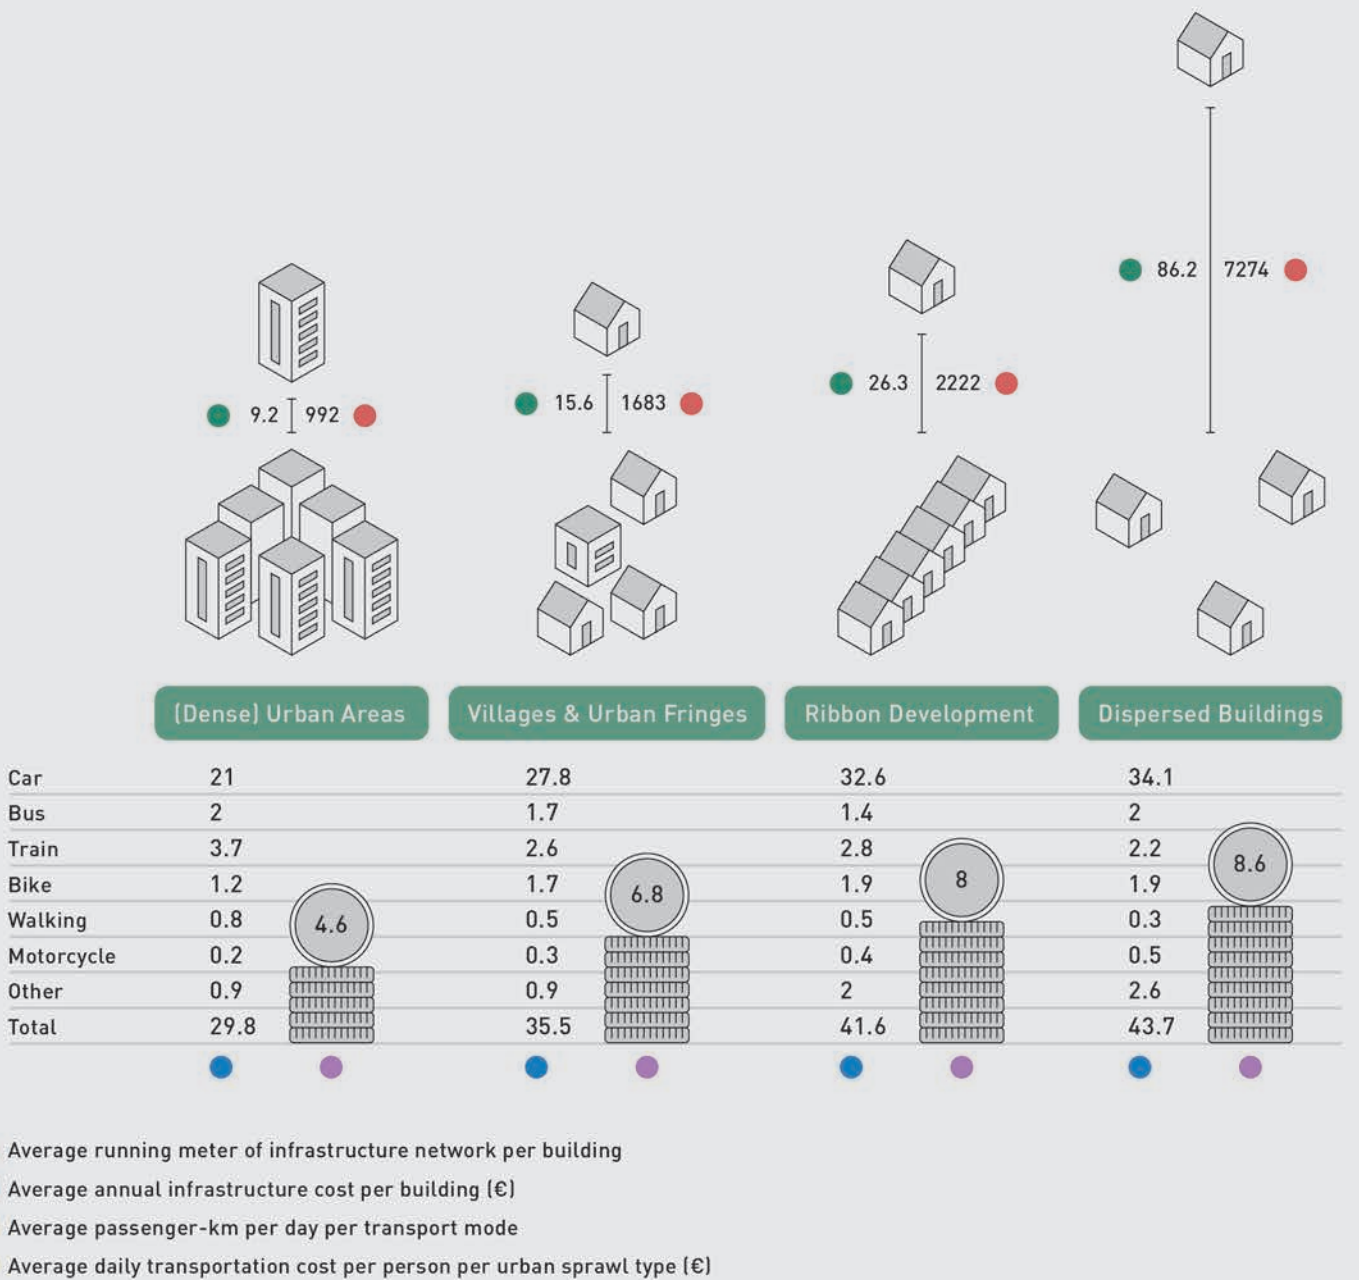 86.2 7274
26.3 2222
9.2 992
15.6 1683
(Dense) Urban Areas Villages & Urban Fringes Ribbon Development Dispersed Buildings
Car 21 27.8 32.6 34.1
Bus 2 1.7 1.4 2
Train 3.7 2.6 2.8 2.2
Bike 1.2 1.7 1.9 1.9
Walking 0.8 0.5 0.5 0.3
Motorcycle 0.2 0.3 0.4 0.5
Other 0.9 0.9 2 2.6
Total 29.8 35.5 41.6 43.7
4.6 6.8 8 8.6
Average running meter of infrastructure network per building
Average annual infrastructure cost per building (€)
Average passenger-km per day per transport mode
Average daily transportation cost per person per urban sprawl type (€)